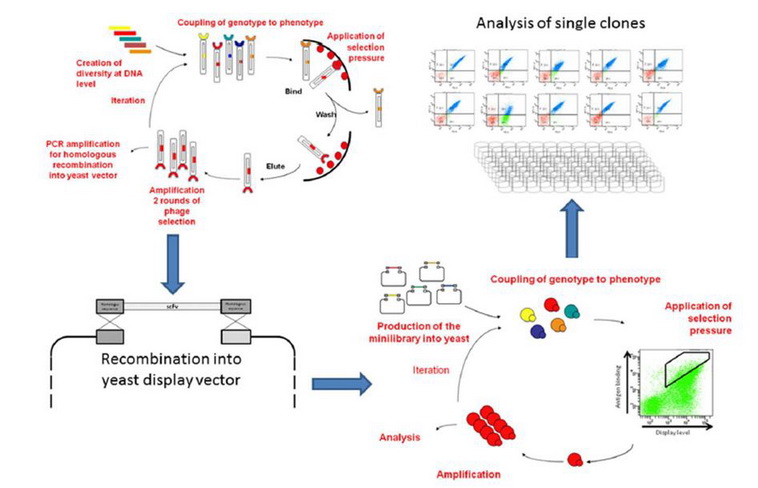 Coupling of genotype to phenotype
Application of
selection
pressure
Creation of
diversity at DNA
level
Iteration
Bind
Wash
Elute
PCR amplification
for homologous
recombination
into yeast vector
Amplification
2 rounds of
phage
selection
Analysis of single clones
scFv
Recombination into
yeast display vector
Coupling of genotype to phenotype
Production of the
minilibrary into yeast
Application of
selection
pressure
Iteration
Antigen binding
Display level
Analysis
Amplification